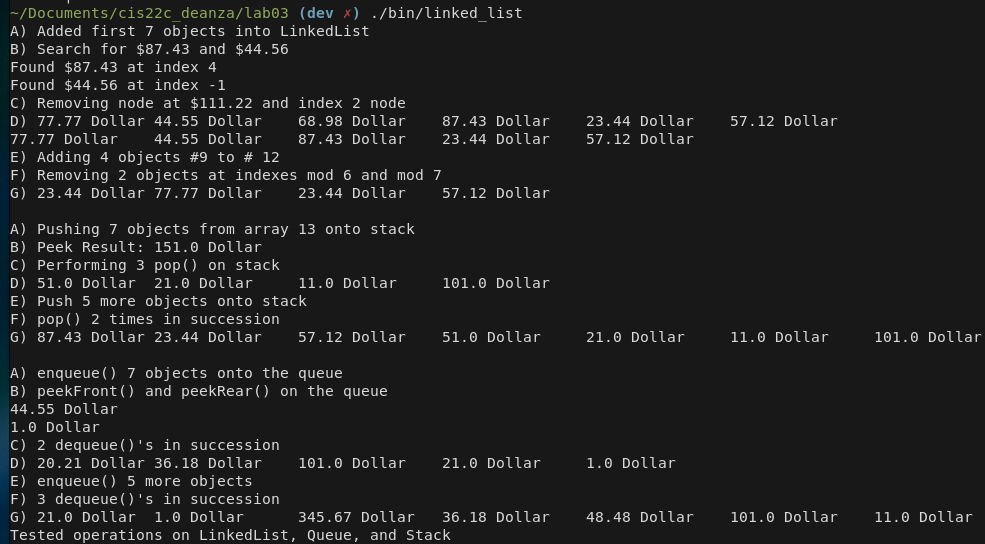 ~/Documents/cis22c_deanza/lab03 (dev ✗) ./bin/linked_list
A) Added first 7 objects into LinkedList
B) Search for $87.43 and $44.56
Found $87.43 at index 4
Found $44.56 at index -1
C) Removing node at $111.22 and index 2 node
D) 77.77 Dollar 44.55 Dollar 68.98 Dollar 87.43 Dollar 23.44 Dollar 57.12 Dollar
77.77 Dollar 44.55 Dollar 87.43 Dollar 23.44 Dollar 57.12 Dollar
E) Adding 4 objects #9 to # 12
F) Removing 2 objects at indexes mod 6 and mod 7
G) 23.44 Dollar 77.77 Dollar 23.44 Dollar 57.12 Dollar
A) Pushing 7 objects from array 13 onto stack
B) Peek Result: 151.0 Dollar
C) Performing 3 pop() on stack
D) 51.0 Dollar 21.0 Dollar 11.0 Dollar 101.0 Dollar
E) Push 5 more objects onto stack
F) pop() 2 times in succession
G) 87.43 Dollar 23.44 Dollar 57.12 Dollar 51.0 Dollar 21.0 Dollar 11.0 Dollar 101.0 Dollar
A) enqueue() 7 objects onto the queue
B) peekFront() and peekRear() on the queue
44.55 Dollar
1.0 Dollar
C) 2 dequeue()'s in succession
D) 20.21 Dollar 36.18 Dollar 101.0 Dollar 21.0 Dollar 1.0 Dollar
E) enqueue() 5 more objects
F) 3 dequeue()'s in succession
G) 21.0 Dollar 1.0 Dollar 345.67 Dollar 36.18 Dollar 48.48 Dollar 101.0 Dollar 11.0 Dollar
Tested operations on LinkedList, Queue, and Stack